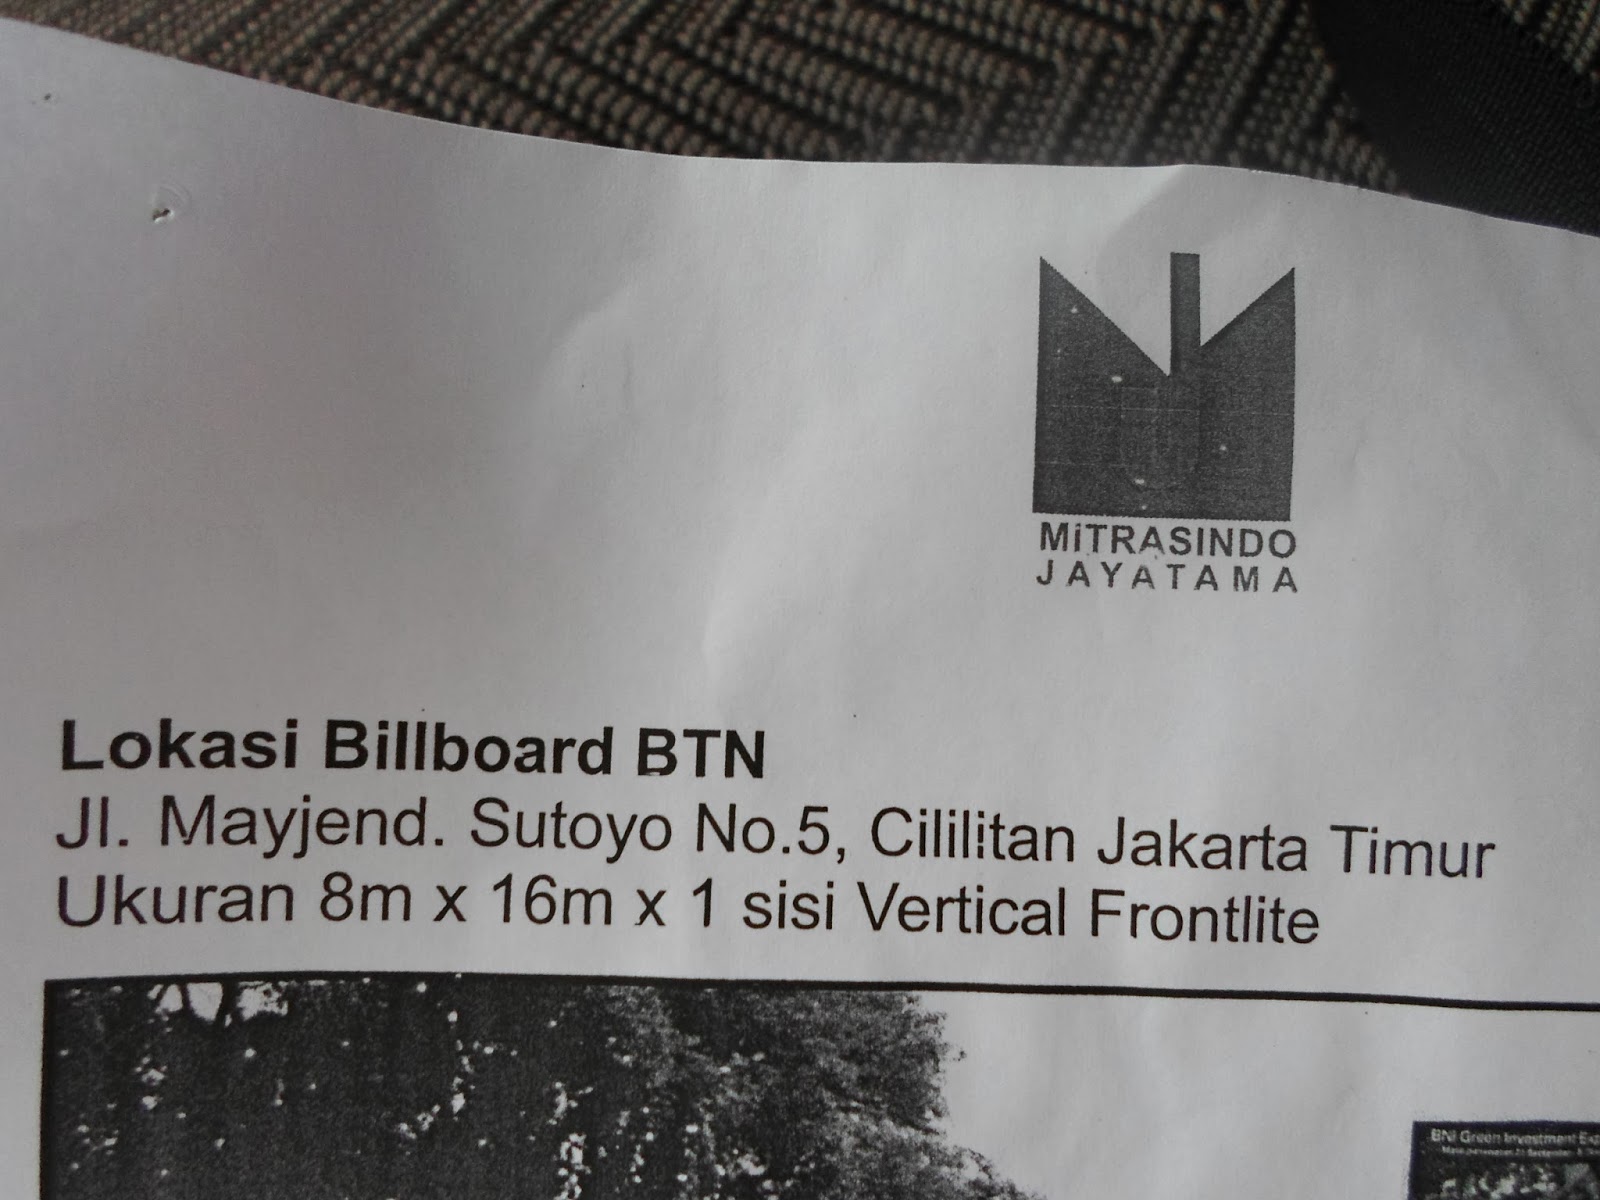 MiTRASINDO
JAYATAMA
Lokasi Billboard BTN
Jl. Mayjend. Sutoyo No.5, Cililitan Jakarta Timur
Ukuran 8m x 16m x 1 sisi Vertical Frontlite
BNI Green Investment